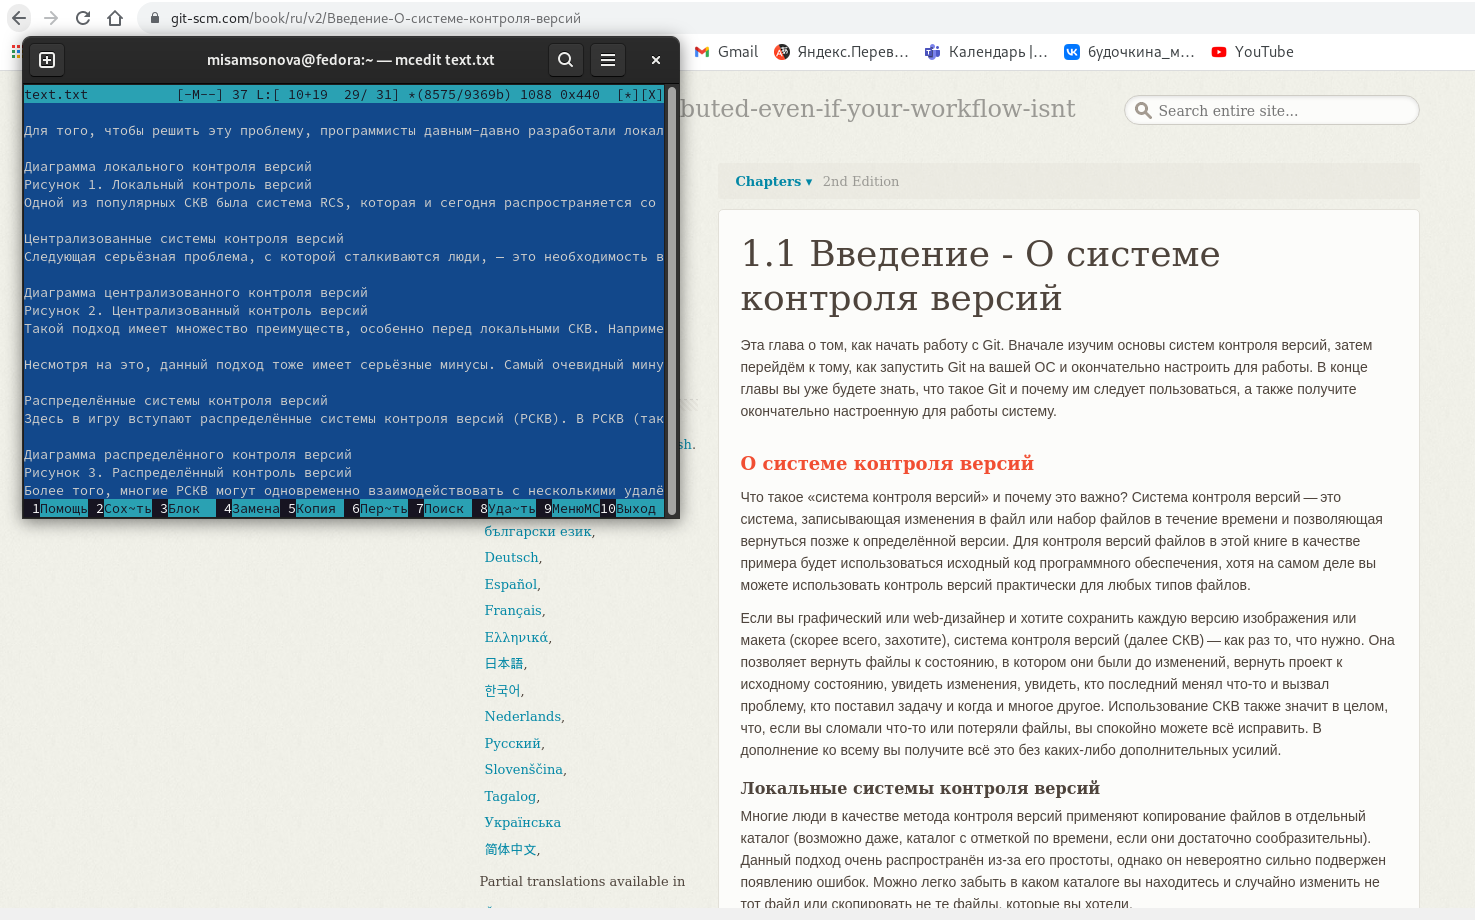 git-scm.com/book/ru/v2/Введение-О-системе-контроля-версий
Gmail
Яндекс.Перев...
Календарь |...
будочкина_м...
YouTube
misamsonova@fedora:~ — mcedit text.txt
text.txt [-M--] 37 L:[ 10+19 29/ 31] *(8575/9369b) 1088 0x440 [*][X]
Для того, чтобы решить эту проблему, программисты давным-давно разработали локал
Диаграмма локального контроля версий
Рисунок 1. Локальный контроль версий
Одной из популярных СКВ была система RCS, которая и сегодня распространяется со
Централизованные системы контроля версий
Следующая серьёзная проблема, с которой сталкиваются люди, — это необходимость в
Диаграмма централизованного контроля версий
Рисунок 2. Централизованный контроль версий
Такой подход имеет множество преимуществ, особенно перед локальными СКВ. Наприме
Несмотря на это, данный подход тоже имеет серьёзные минусы. Самый очевидный мину
Распределённые системы контроля версий
Здесь в игру вступают распределённые системы контроля версий (РСКВ). В РСКВ (так
Диаграмма распределённого контроля версий
Рисунок 3. Распределённый контроль версий
Более того, многие РСКВ могут одновременно взаимодействовать с несколькими удалё
1Помощь 2Сох~ть 3Блок 4Замена 5Копия 6Пер~ть 7Поиск 8Уда~ть 9МенюМС 10Выход
buted-even-if-your-workflow-isnt
Search entire site...
sh.
български език,
Deutsch,
Español,
Français,
Ελληνικά,
日本語,
한국어,
Nederlands,
Русский,
Slovenščina,
Tagalog,
Українська
简体中文,
Partial translations available in
Chapters ▾ 2nd Edition
1.1 Введение - О системе
контроля версий
Эта глава о том, как начать работу с Git. Вначале изучим основы систем контроля версий, затем
перейдём к тому, как запустить Git на вашей ОС и окончательно настроить для работы. В конце
главы вы уже будете знать, что такое Git и почему им следует пользоваться, а также получите
окончательно настроенную для работы систему.
О системе контроля версий
Что такое «система контроля версий» и почему это важно? Система контроля версий — это
система, записывающая изменения в файл или набор файлов в течение времени и позволяющая
вернуться позже к определённой версии. Для контроля версий файлов в этой книге в качестве
примера будет использоваться исходный код программного обеспечения, хотя на самом деле вы
можете использовать контроль версий практически для любых типов файлов.
Если вы графический или web-дизайнер и хотите сохранить каждую версию изображения или
макета (скорее всего, захотите), система контроля версий (далее СКВ) — как раз то, что нужно. Она
позволяет вернуть файлы к состоянию, в котором они были до изменений, вернуть проект к
исходному состоянию, увидеть изменения, увидеть, кто последний менял что-то и вызвал
проблему, кто поставил задачу и когда и многое другое. Использование СКВ также значит в целом,
что, если вы сломали что-то или потеряли файлы, вы спокойно можете всё исправить. В
дополнение ко всему вы получите всё это без каких-либо дополнительных усилий.
Локальные системы контроля версий
Многие люди в качестве метода контроля версий применяют копирование файлов в отдельный
каталог (возможно даже, каталог с отметкой по времени, если они достаточно сообразительны).
Данный подход очень распространён из-за его простоты, однако он невероятно сильно подвержен
появлению ошибок. Можно легко забыть в каком каталоге вы находитесь и случайно изменить не
тот файл или скопировать не те файлы, которые вы хотели.